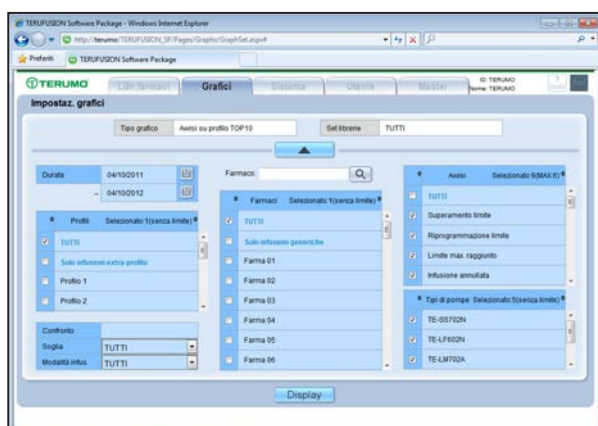 TERUFUSION Software Package - Windows Internet Explorer
http://terumo/TERUFUSION_SP/Pages/Graphs/GraphSet.aspx#
Preferiti TERUFUSION Software Package
TERUMO Libri farmaci Grafici Sistema Utente Master ID: TERUMO
Nome: TERUMO
Impostaz. grafici
Tipo grafico Avvisi su profilo TOP10 Set librerie TUTTI
Durata 04/10/2011
– 04/10/2012
Profili Selezionato:1(senza limite)
TUTTI
Solo infusioni extra-profilo
Profilo 1
Profilo 2
Confronto
Soglia TUTTI
Modalità infus. TUTTI
Farmaco:
Farmaci Selezionato:1(senza limite)
TUTTI
Solo infusioni generiche
Farma 01
Farma 02
Farma 03
Farma 04
Farma 05
Farma 06
Avvisi Selezionato:6(MAX:6)
TUTTI
Superamento limite
Riprogrammazione limite
Limite max. raggiunto
Infusione annullata
Tipi di pompe Selezionato:5(senza limite)
TE-SS702N
TE-LF602N
TE-LM702A
Display